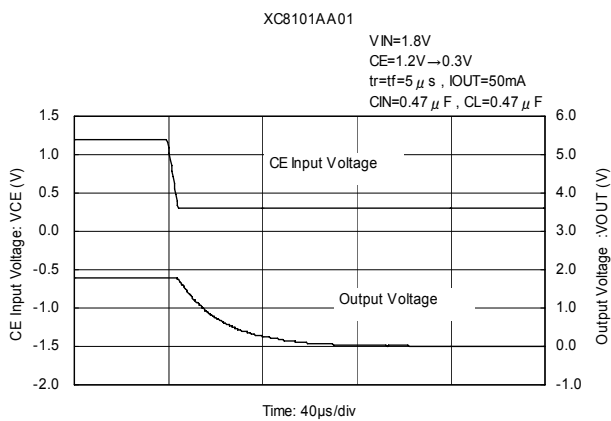 XC8101AA01
VIN=1.8V
CE=1.2V→0.3V
tr=tf=5μs , IOUT=50mA
CIN=0.47μF , CL=0.47μF
CE Input Voltage: VCE (V)
1.5
1.0
0.5
0.0
-0.5
-1.0
-1.5
-2.0
CE Input Voltage
Output Voltage
6.0
5.0
4.0
3.0
2.0
1.0
0.0
-1.0
Output Voltage :VOUT (V)
Time: 40μs/div